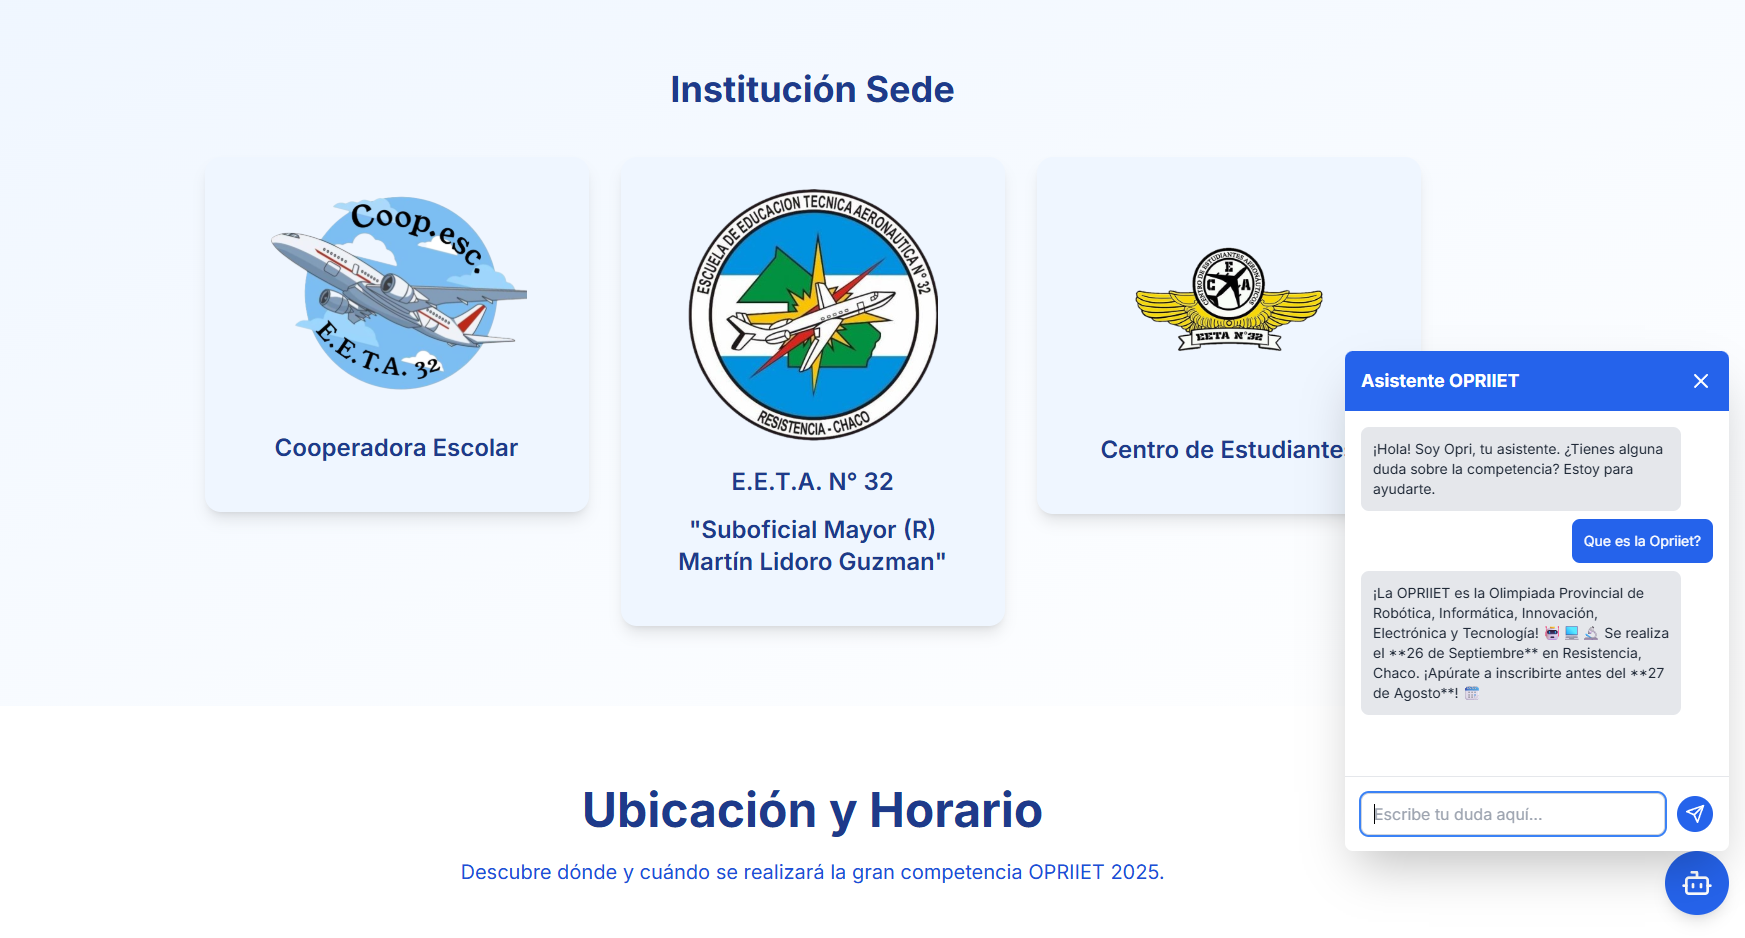 Institución Sede
Coop.esc.
E.E.T.A. 32
Cooperadora Escolar
ESCUELA DE EDUCACION TECNICA AERONAUTICA N° 32
RESISTENCIA - CHACO
E.E.T.A. N° 32
"Suboficial Mayor (R)
Martín Lidoro Guzman"
CENTRO DE ESTUDIANTES AERONAUTICOS
E
C A
EETA N°32
Centro de Estudiante
Asistente OPRIIET
¡Hola! Soy Opri, tu asistente. ¿Tienes alguna
duda sobre la competencia? Estoy para
ayudarte.
Que es la Opriiet?
¡La OPRIIET es la Olimpiada Provincial de
Robótica, Informática, Innovación,
Electrónica y Tecnología! 🤖 💻 🔬 Se realiza
el **26 de Septiembre** en Resistencia,
Chaco. ¡Apúrate a inscribirte antes del **27
de Agosto**! 🗓️
Escribe tu duda aquí...
Ubicación y Horario
Descubre dónde y cuándo se realizará la gran competencia OPRIIET 2025.